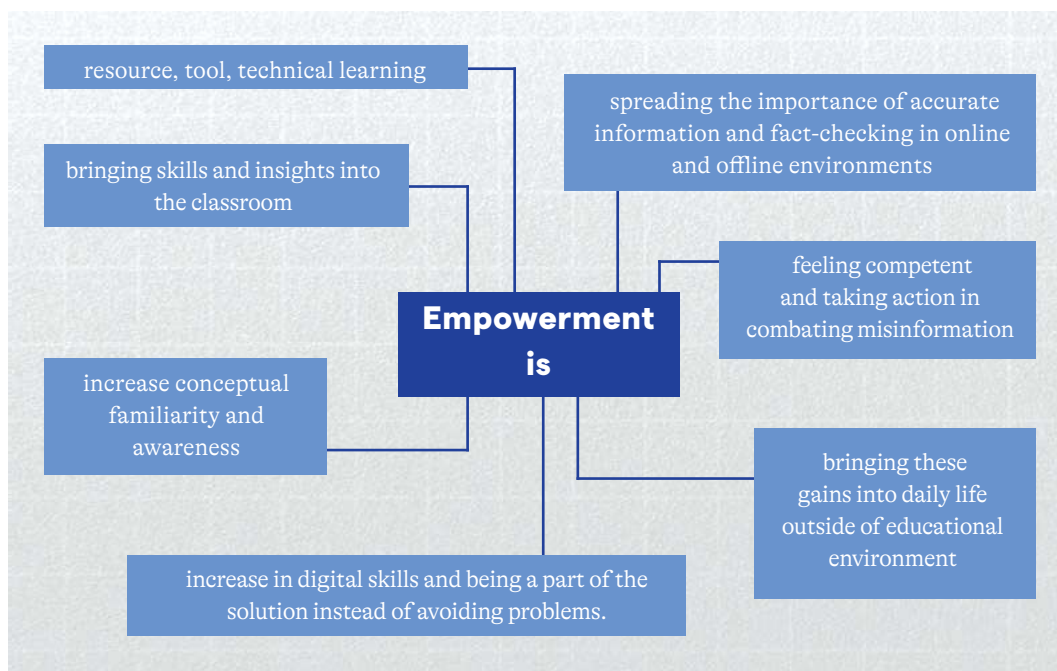 resource, tool, technical learning
spreading the importance of accurate
information and fact-checking in online
and offline environments
bringing skills and insights into
the classroom
feeling competent
and taking action in
combating misinformation
Empowerment
is
increase conceptual
familiarity and
awareness
bringing these
gains into daily life
outside of educational
environment
increase in digital skills and being a part of the
solution instead of avoiding problems.